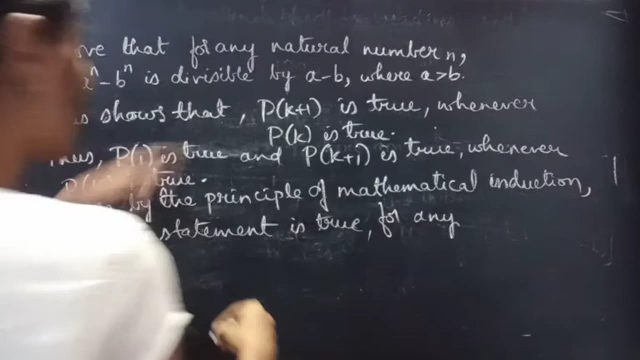 that for any natural number n,
- bⁿ is divisible by a-b, where a>b.
shows that, P(k+1) is true, whenever
P(k) is true.
P(1) is true and P(k+1) is true, whenever
true.
by the principle of mathematical induction,
statement is true, for any